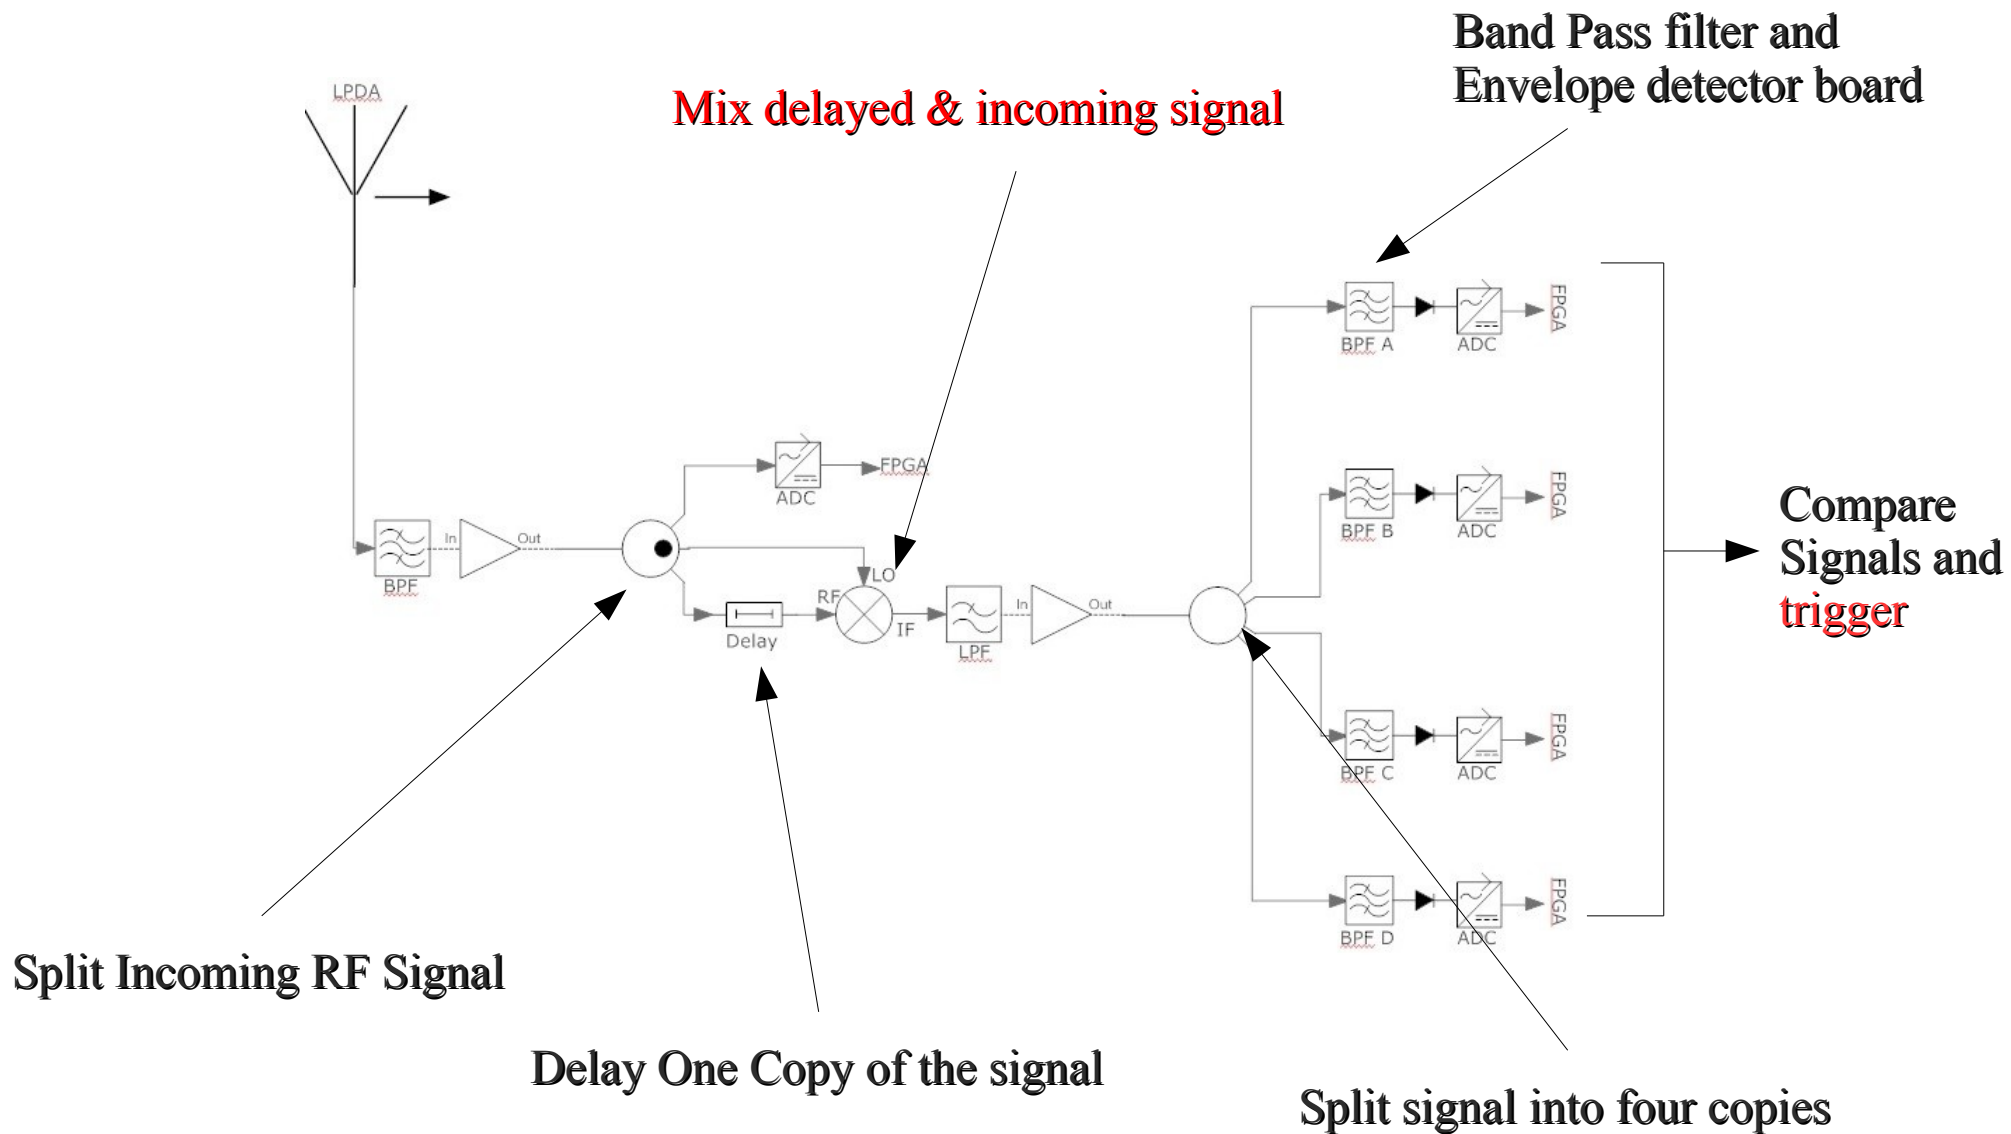 Band Pass filter and
Envelope detector board
LPDA
Mix delayed & incoming signal
BPF A
ADC
FPGA
ADC
FPGA
BPF B
ADC
FPGA
Compare
Signals and
trigger
BPF
In
Out
LO
RF
IF
Delay
LPF
In
Out
BPF C
ADC
FPGA
BPF D
ADC
FPGA
Split Incoming RF Signal
Delay One Copy of the signal
Split signal into four copies